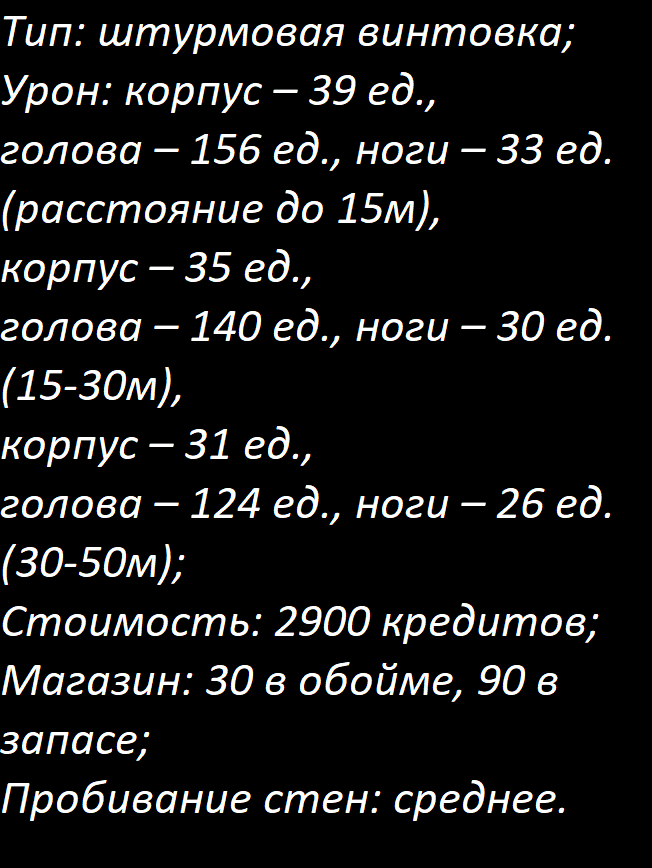 Тип: штурмовая винтовка;
Урон: корпус – 39 ед.,
голова – 156 ед., ноги – 33 ед.
(расстояние до 15м),
корпус – 35 ед.,
голова – 140 ед., ноги – 30 ед.
(15-30м),
корпус – 31 ед.,
голова – 124 ед., ноги – 26 ед.
(30-50м);
Стоимость: 2900 кредитов;
Магазин: 30 в обойме, 90 в
запасе;
Пробивание стен: среднее.